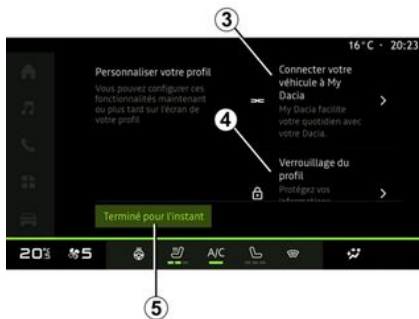 3
16°C · 20:23
Personnaliser votre profil
Vous pouvez configurer ces
fonctionnalités maintenant
ou plus tard sur l'écran de
votre profil
Connecter votre
véhicule à My
Dacia
My Dacia facilite
votre quotidien avec
votre Dacia.
4
Verrouillage du
profil
Protégez vos
informations
Terminé pour l'instant
20 5 A/C
5